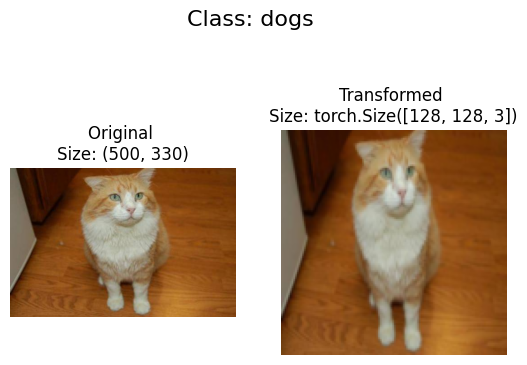 Class: dogs
Original
Size: (500, 330)
Transformed
Size: torch.Size([128, 128, 3])